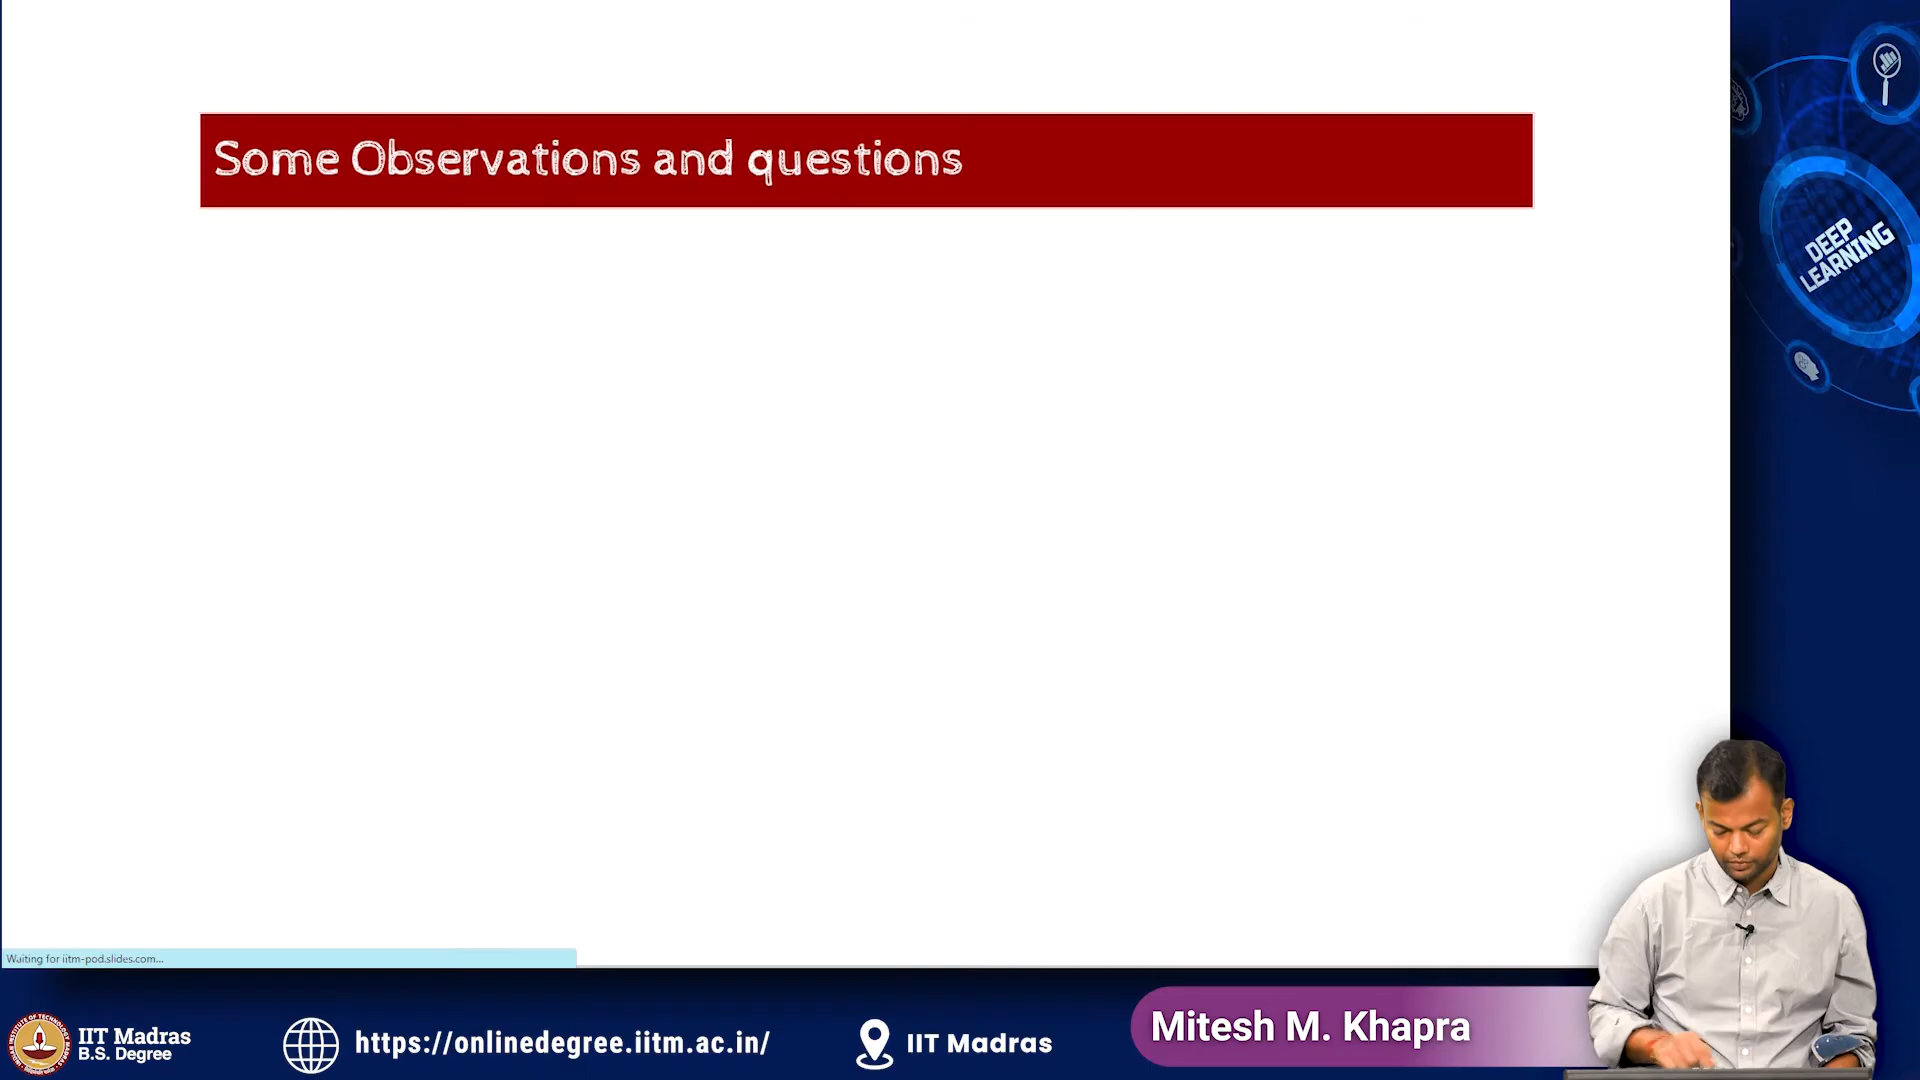 Some Observations and questions
DEEP
LEARNING
Waiting for iitm-pod.slides.com...
IIT Madras
B.S. Degree
https://onlinedegree.iitm.ac.in/
IIT Madras
Mitesh M. Khapra